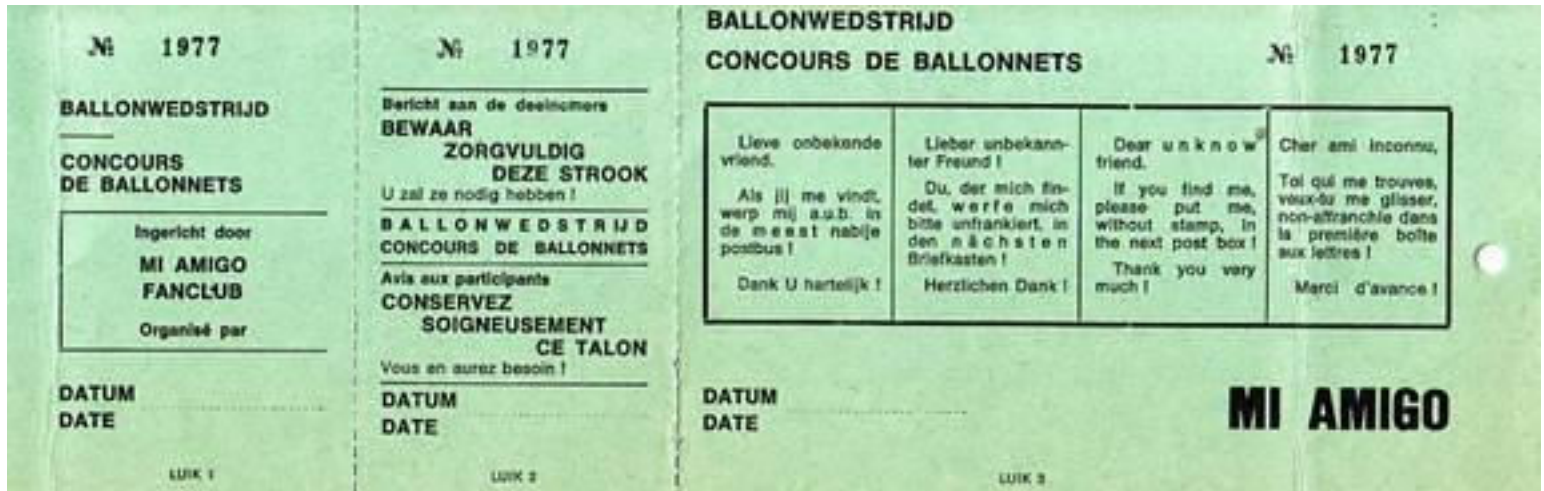 № 1977
BALLONWEDSTRIJD
CONCOURS
DE BALLONNETS
Ingericht door
MI AMIGO
FANCLUB
Organisé par
DATUM
DATE
LUIK 1
№ 1977
Bericht aan de deelnemers
BEWAAR
ZORGVULDIG
DEZE STROOK
U zal ze nodig hebben !
BALLONWEDSTRIJD
CONCOURS DE BALLONNETS
Avis aux participants
CONSERVEZ
SOIGNEUSEMENT
CE TALON
Vous en aurez besoin !
DATUM
DATE
LUIK 2
BALLONWEDSTRIJD
CONCOURS DE BALLONNETS
№ 1977
Lieve onbekende
vriend.
Als jij me vindt,
werp mij a.u.b. in
de meest nabije
postbus !
Dank U hartelijk !
Lieber unbekann-
ter Freund !
Du, der mich fin-
det, werfe mich
bitte unfrankiert, in
den nächsten
Briefkasten !
Herzlichen Dank !
Dear unknow
friend.
If you find me,
please put me,
without stamp, in
the next post box !
Thank you very
much !
Cher ami inconnu,
Toi qui me trouves,
veux-tu me glisser,
non-affranchie dans
la première boîte
aux lettres !
Merci d'avance !
DATUM
DATE
MI AMIGO
LUIK 3